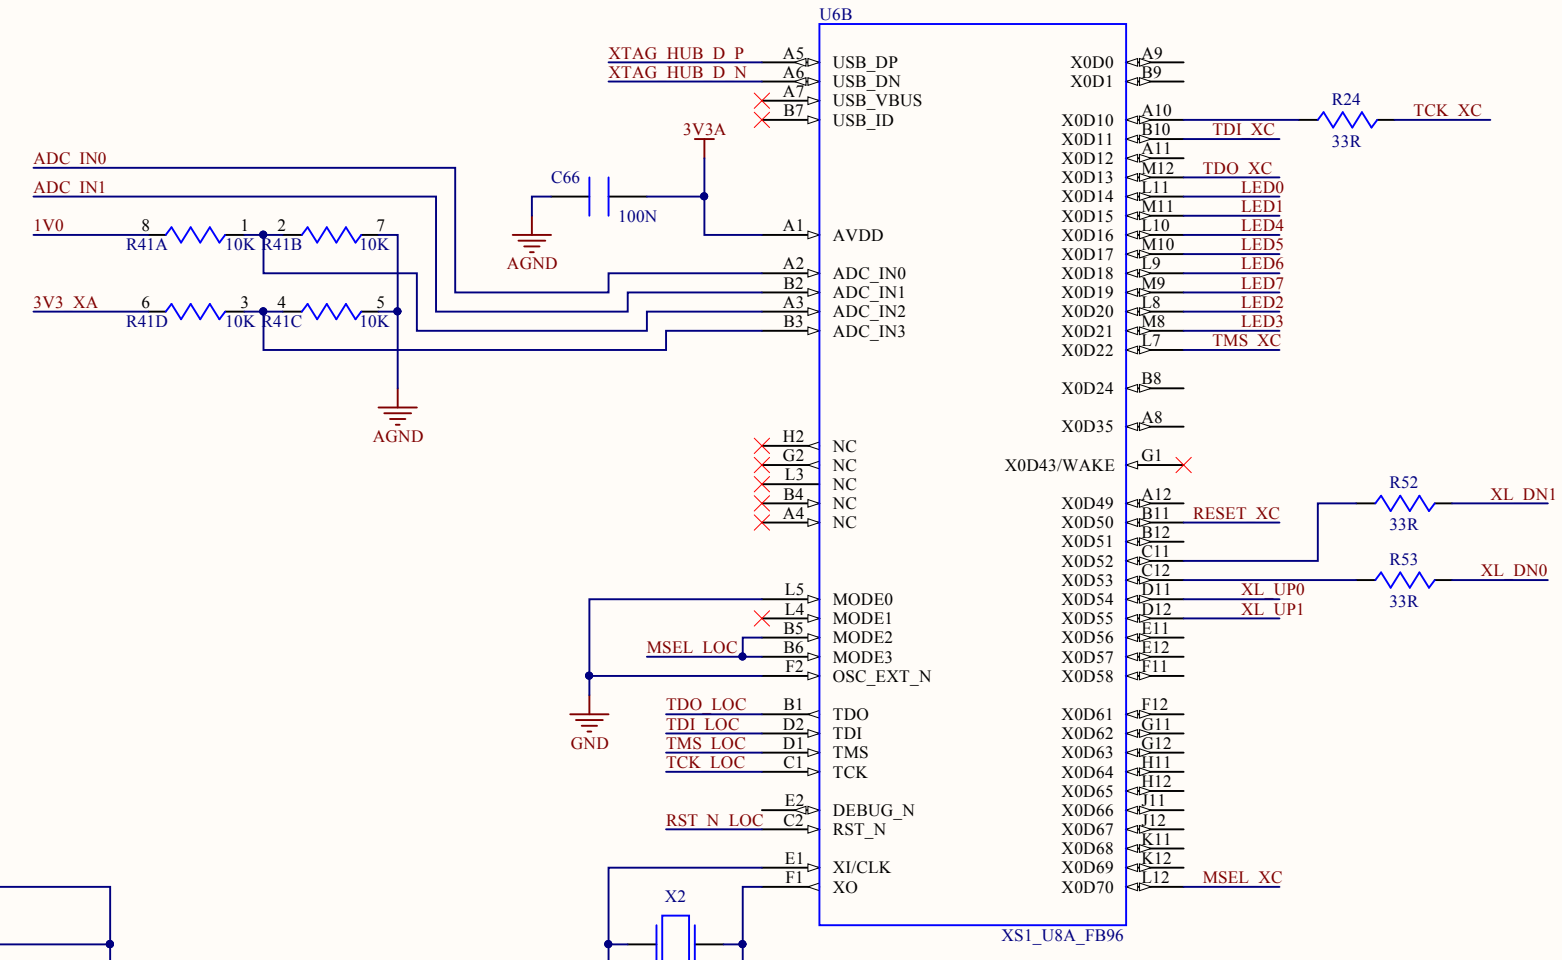 U6B
XTAG_HUB_D_P A5 USB_DP X0D0 A9
XTAG_HUB_D_N A6 USB_DN X0D1 B9
A7 USB_VBUS
B7 USB_ID X0D10 A10 R24 33R TCK_XC
X0D11 B10 TDI_XC
3V3A
X0D12 A11
X0D13 M12 TDO_XC
ADC_IN0
ADC_IN1
C66 100N
AGND
X0D14 L11 LED0
X0D15 M11 LED1
1V0 8 R41A 1 10K 2 R41B 7 10K
A1 AVDD X0D16 L10 LED4
X0D17 M10 LED5
A2 ADC_IN0 X0D18 L9 LED6
B2 ADC_IN1 X0D19 M9 LED7
3V3_XA 6 R41D 3 10K 4 R41C 5 10K
A3 ADC_IN2 X0D20 L8 LED2
B3 ADC_IN3 X0D21 M8 LED3
X0D22 L7 TMS_XC
AGND
X0D24 B8
X0D35 A8
H2 NC
G2 NC X0D43/WAKE G1
L3 NC
B4 NC X0D49 A12 R52 33R XL_DN1
A4 NC X0D50 B11 RESET_XC
X0D51 B12
X0D52 C11
X0D53 C12 R53 33R XL_DN0
L5 MODE0 X0D54 D11 XL_UP0
L4 MODE1 X0D55 D12 XL_UP1
B5 MODE2 X0D56 E11
MSEL_LOC B6 MODE3 X0D57 E12
F2 OSC_EXT_N X0D58 F11
GND
TDO_LOC B1 TDO X0D61 F12
TDI_LOC D2 TDI X0D62 G11
TMS_LOC D1 TMS X0D63 G12
TCK_LOC C1 TCK X0D64 H11
X0D65 H12
E2 DEBUG_N X0D66 J11
RST_N_LOC C2 RST_N X0D67 J12
X0D68 K11
E1 XI/CLK X0D69 K12
F1 XO X0D70 L12 MSEL_XC
X2
XS1_U8A_FB96